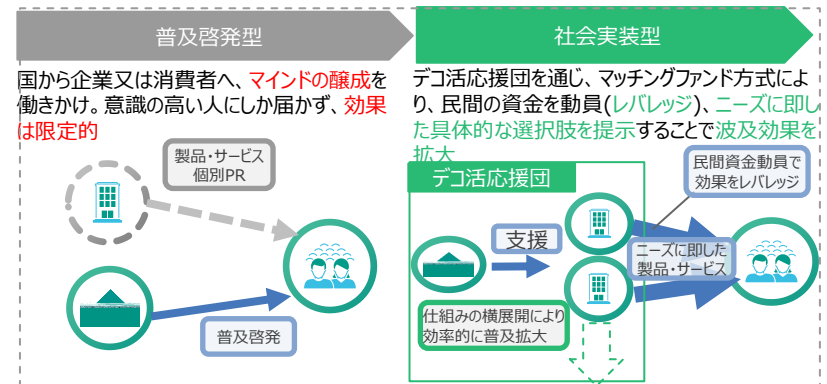 普及啓発型
国から企業又は消費者へ、マインドの醸成を
働きかけ。意識の高い人にしか届かず、効果
は限定的
製品・サービス
個別PR
普及啓発
社会実装型
デコ活応援団を通じ、マッチングファンド方式によ
り、民間の資金を動員(レバレッジ)、ニーズに即し
た具体的な選択肢を提示することで波及効果を
拡大
デコ活応援団
民間資金動員で
効果をレバレッジ
支援
ニーズに即した
製品・サービス
仕組みの横展開により
効率的に普及拡大